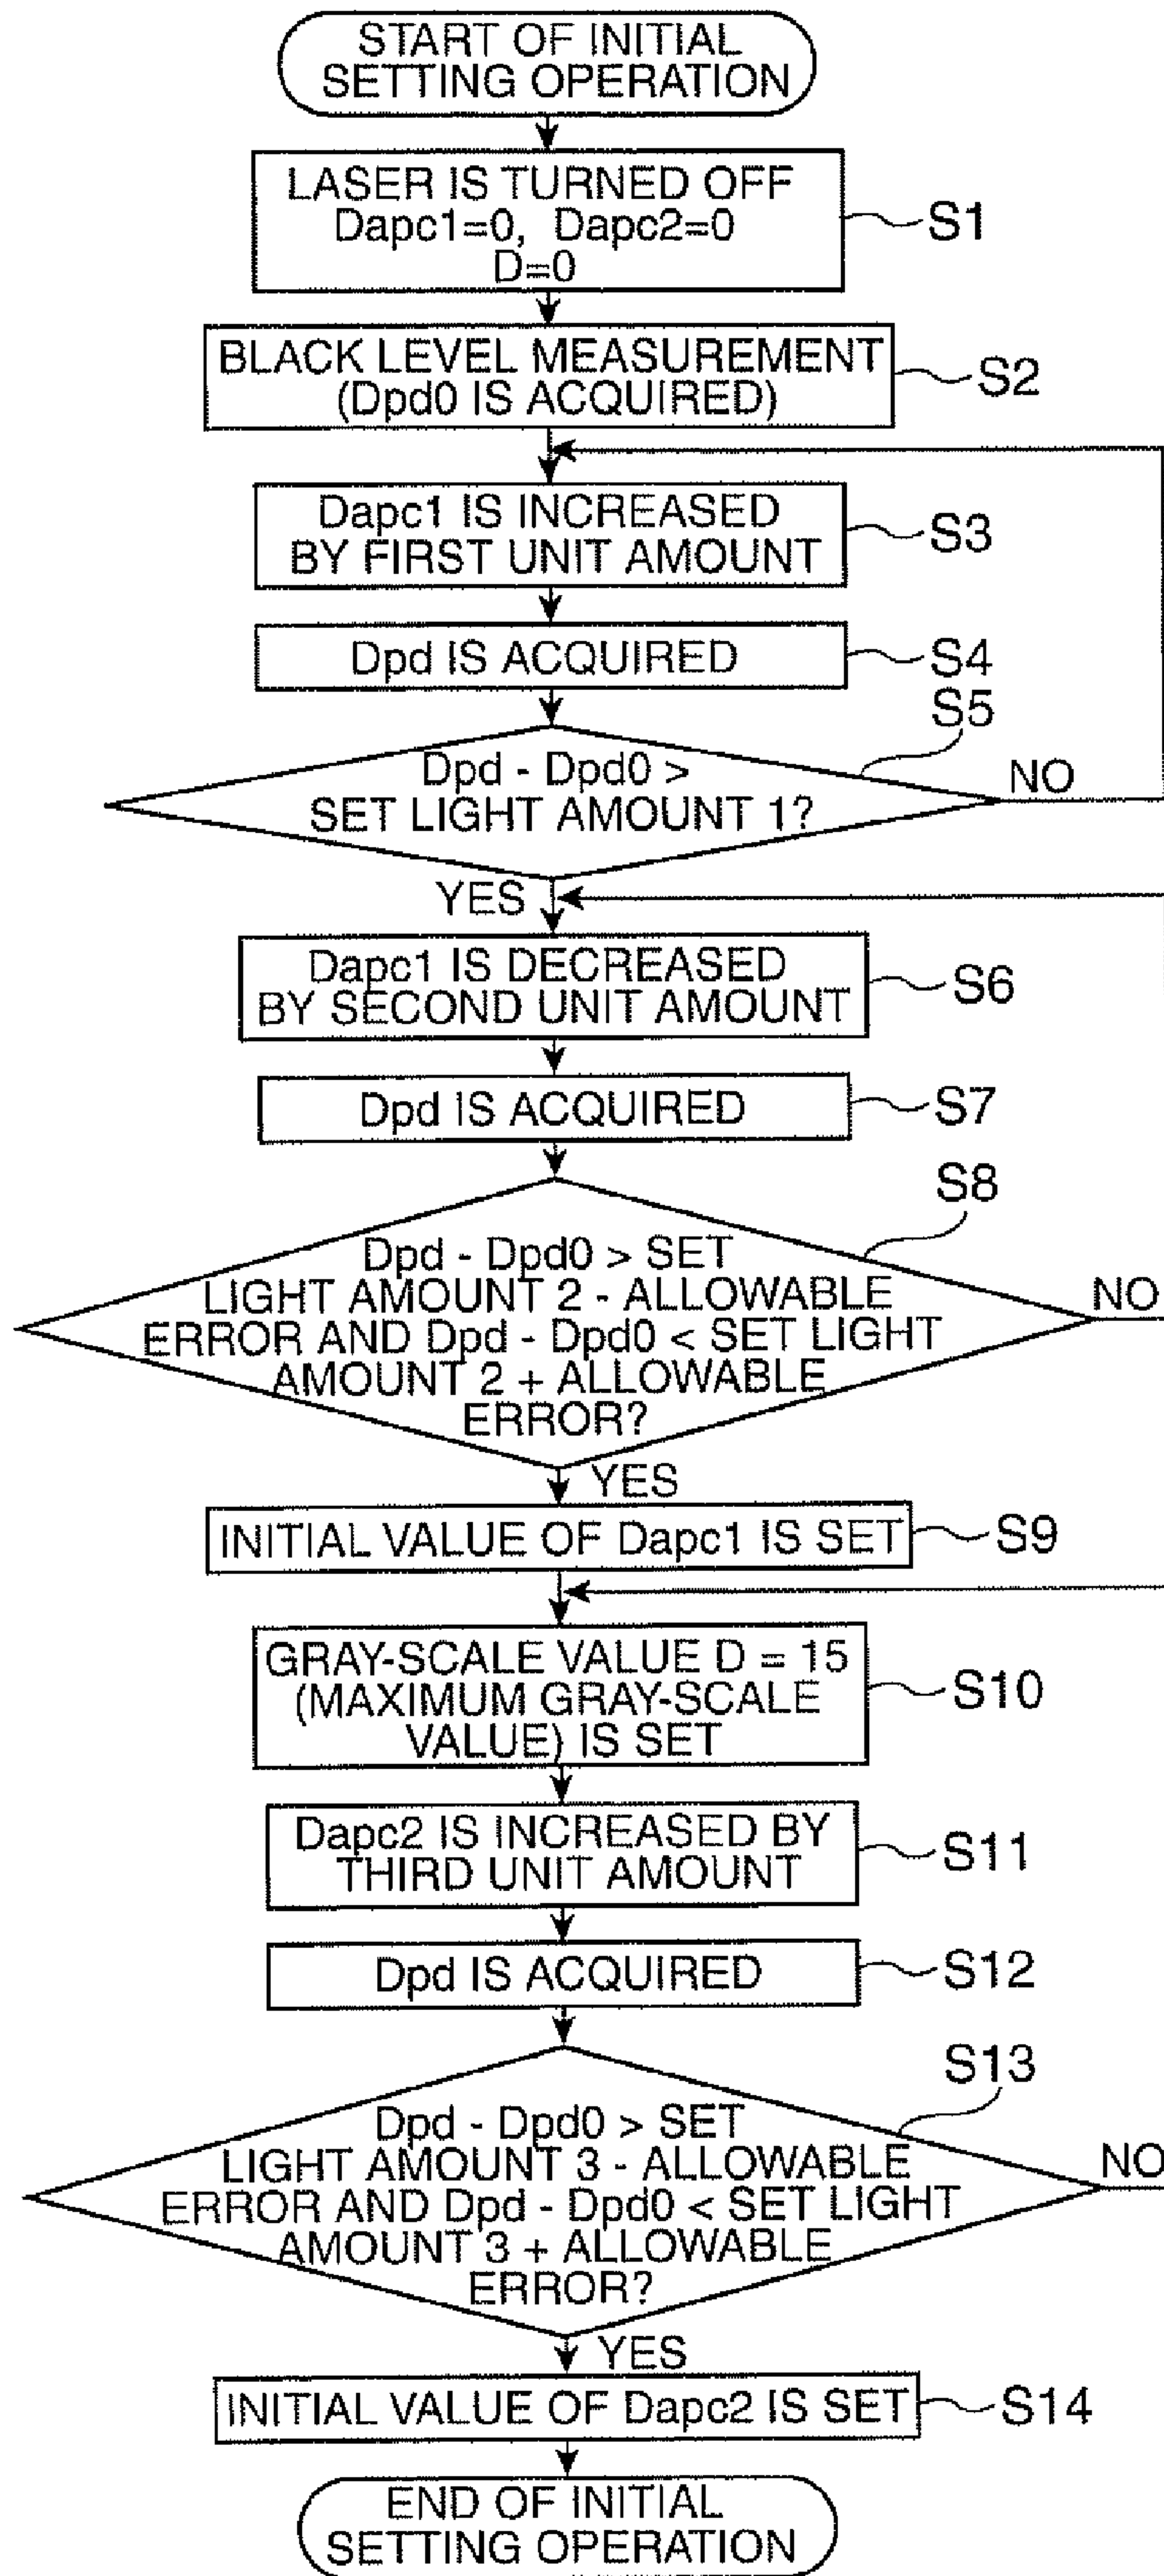 START OF INITIAL
SETTING OPERATION
LASER IS TURNED OFF
Dapc1=0, Dapc2=0
D=0
S1
BLACK LEVEL MEASUREMENT
(Dpd0 IS ACQUIRED)
S2
Dapc1 IS INCREASED
BY FIRST UNIT AMOUNT
S3
Dpd IS ACQUIRED
S4
S5
Dpd - Dpd0 >
SET LIGHT AMOUNT 1?
NO
YES
Dapc1 IS DECREASED
BY SECOND UNIT AMOUNT
S6
Dpd IS ACQUIRED
S7
S8
Dpd - Dpd0 > SET
LIGHT AMOUNT 2 - ALLOWABLE
ERROR AND Dpd - Dpd0 < SET LIGHT
AMOUNT 2 + ALLOWABLE
ERROR?
NO
YES
INITIAL VALUE OF Dapc1 IS SET
S9
GRAY-SCALE VALUE D = 15
(MAXIMUM GRAY-SCALE
VALUE) IS SET
S10
Dapc2 IS INCREASED BY
THIRD UNIT AMOUNT
S11
Dpd IS ACQUIRED
S12
S13
Dpd - Dpd0 > SET
LIGHT AMOUNT 3 - ALLOWABLE
ERROR AND Dpd - Dpd0 < SET LIGHT
AMOUNT 3 + ALLOWABLE
ERROR?
NO
YES
INITIAL VALUE OF Dapc2 IS SET
S14
END OF INITIAL
SETTING OPERATION